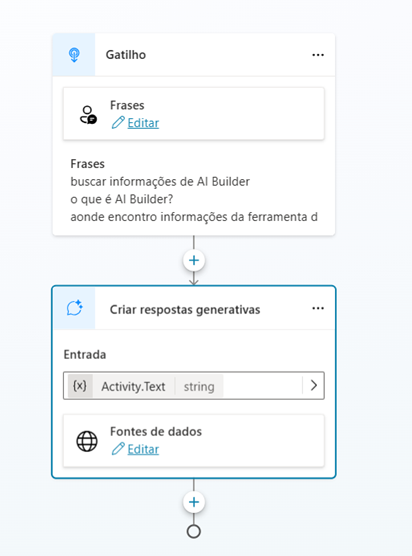 Gatilho
Frases
Editar
Frases
buscar informações de AI Builder
o que é AI Builder?
aonde encontro informações da ferramenta d
Criar respostas generativas
Entrada
{x} Activity.Text string
Fontes de dados
Editar